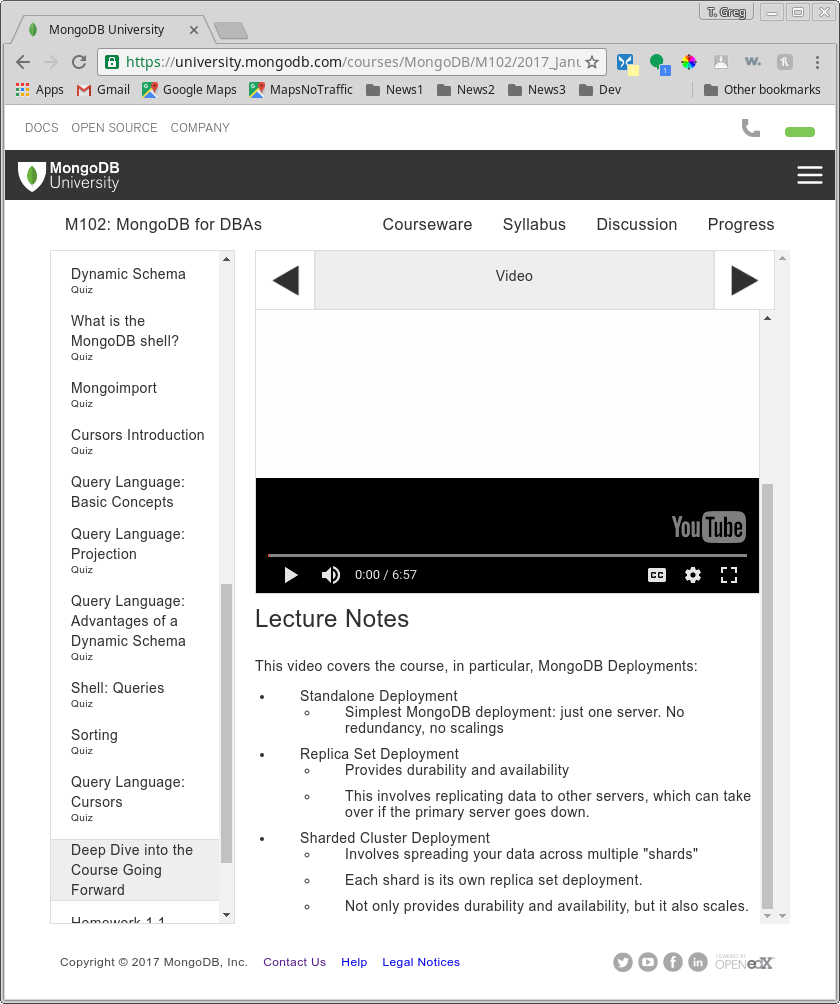 T. Greg
MongoDB University
https://university.mongodb.com/courses/MongoDB/M102/2017_Janu
1
W.
Apps Gmail Google Maps MapsNoTraffic News1 News2 News3 Dev Other bookmarks
DOCS OPEN SOURCE COMPANY
MongoDB
University
M102: MongoDB for DBAs Courseware Syllabus Discussion Progress
Dynamic Schema
Quiz
What is the
MongoDB shell?
Quiz
Mongoimport
Quiz
Cursors Introduction
Quiz
Query Language:
Basic Concepts
Query Language:
Projection
Quiz
Query Language:
Advantages of a
Dynamic Schema
Quiz
Shell: Queries
Quiz
Sorting
Quiz
Query Language:
Cursors
Quiz
Deep Dive into the
Course Going
Forward
Homework 1.1
Video
YouTube
0:00 / 6:57 CC
Lecture Notes
This video covers the course, in particular, MongoDB Deployments:
• Standalone Deployment
◦ Simplest MongoDB deployment: just one server. No
redundancy, no scalings
• Replica Set Deployment
◦ Provides durability and availability
◦ This involves replicating data to other servers, which can take
over if the primary server goes down.
• Sharded Cluster Deployment
◦ Involves spreading your data across multiple "shards"
◦ Each shard is its own replica set deployment.
◦ Not only provides durability and availability, but it also scales.
Copyright © 2017 MongoDB, Inc. Contact Us Help Legal Notices
POWERED BY
OPEN edX